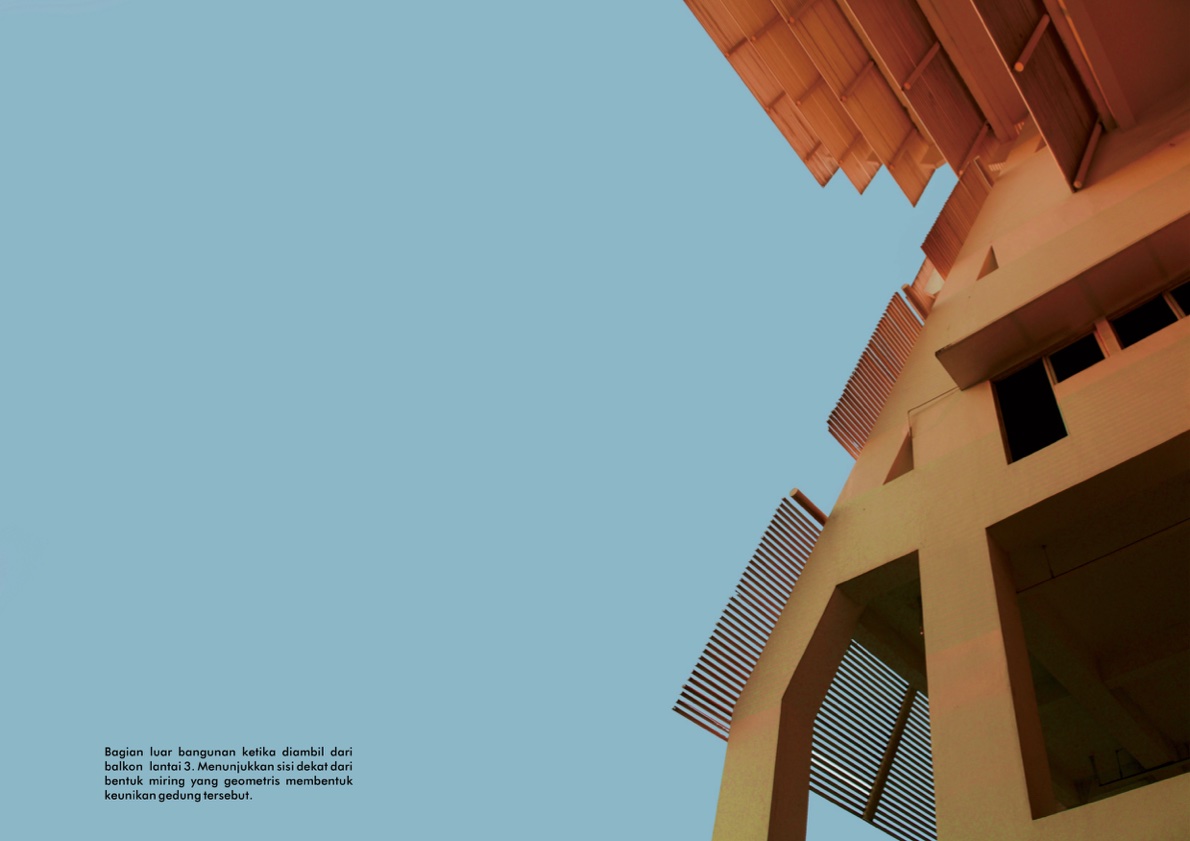 Bagian luar bangunan ketika diambil dari
balkon lantai 3. Menunjukkan sisi dekat dari
bentuk miring yang geometris membentuk
keunikan gedung tersebut.